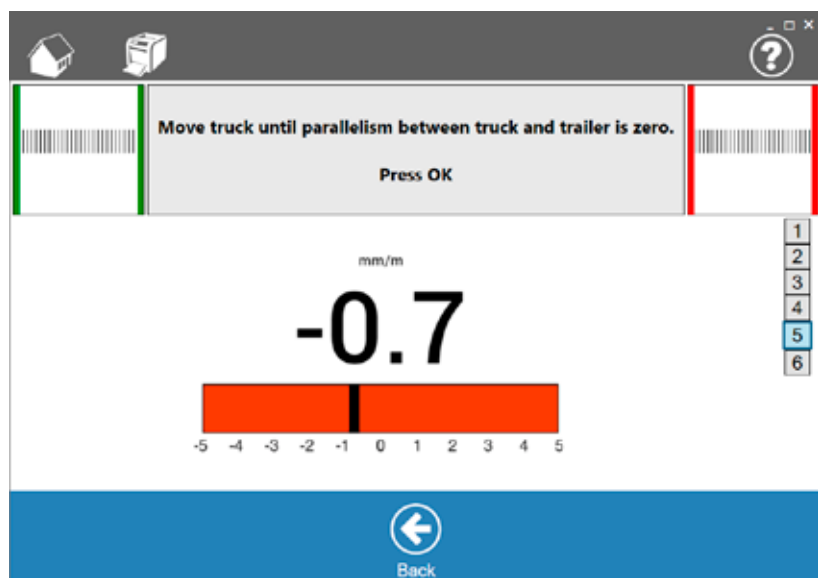 ?
Move truck until parallelism between truck and trailer is zero.
Press OK
mm/m
-0.7
-5 -4 -3 -2 -1 0 1 2 3 4 5
1
2
3
4
5
6
Back